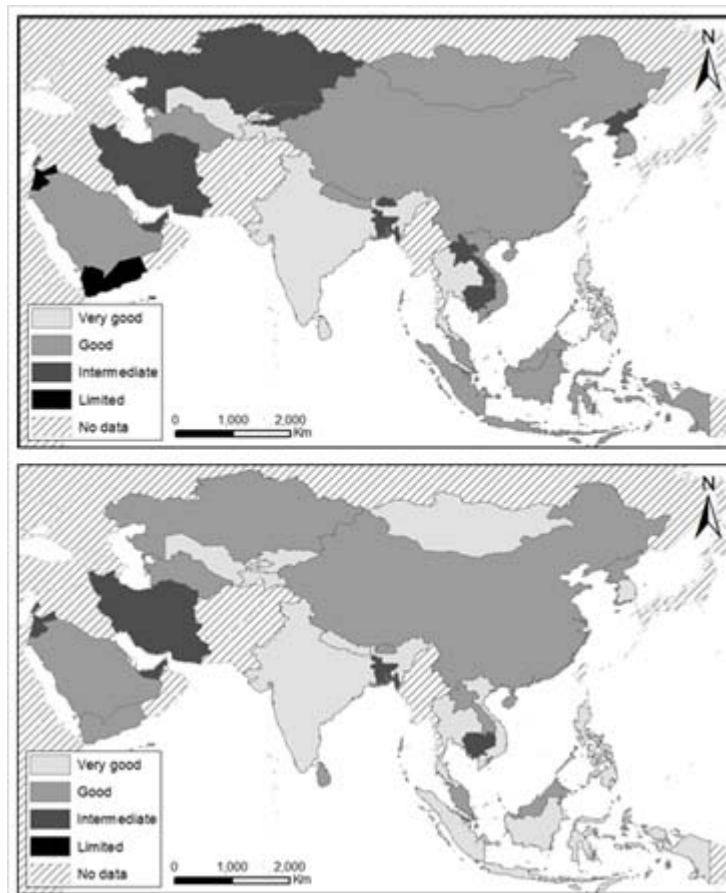 N
Very good
Good
Intermediate
Limited
No data
0 1,000 2,000
Km
N
Very good
Good
Intermediate
Limited
No data
0 1,000 2,000
Km